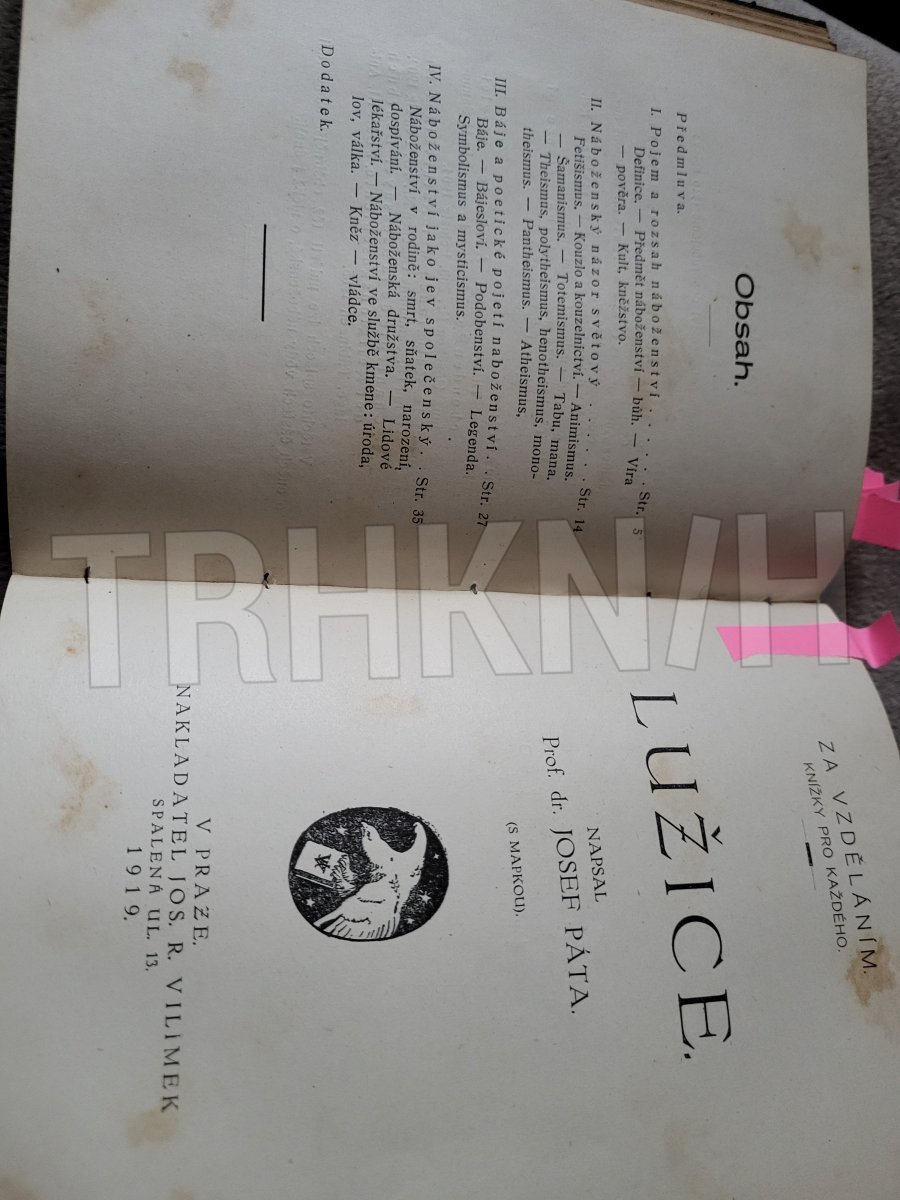 Obsah.
Předmluva.
I. Pojem a rozsah náboženství . . . . . Str. 5
Definice. — Předmět náboženství — bůh. — Víra
— pověra. — Kult, kněžstvo.
II. Náboženský názor světový . . . . . . Str. 14
Fetišismus. — Kouzlo a kouzelnictví. — Animismus.
— Šamanismus. — Totemismus. — Tabu, mana.
— Theismus, polytheismus, henotheismus, mono-
theismus. — Pantheismus. — Atheismus,
III. Báje a poetické pojetí naboženství . . Str. 27
Báje. — Bájesloví. — Podobenství. — Legenda.
Symbolismus a mysticismus.
IV. Náboženství jako jev společenský . . Str. 35
Náboženství v rodině: smrt, sňatek, narození,
dospívání. — Náboženská družstva. — Lidové
lékařství. — Náboženství ve službě kmene: úroda,
lov, válka. — Kněz — vládce.
Dodatek.
ZA VZDĚLÁNÍM.
KNÍŽKY PRO KAŽDÉHO.
LUŽICE.
NAPSAL
Prof. dr. JOSEF PÁTA.
(S MAPKOU).
V PRAZE.
NAKLADATEL JOS. R. VILÍMEK
SPÁLENÁ UL. 13.
1919.
TRHKN/H